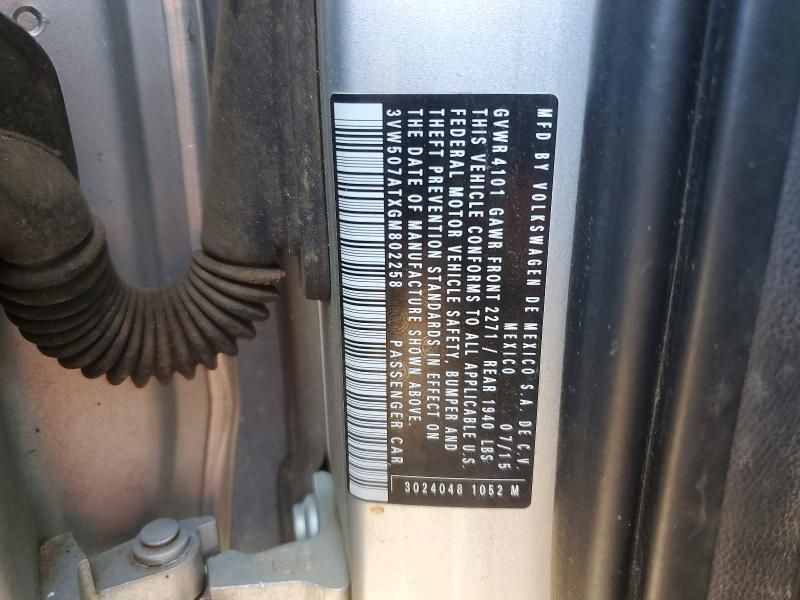 MFD BY VOLKSWAGEN DE MEXICO S.A. DE C.V.
MEXICO 07/15
GVWR 4101 GAWR FRONT 2271 / REAR 1940 LBS
THIS VEHICLE CONFORMS TO ALL APPLICABLE U.S.
FEDERAL MOTOR VEHICLE SAFETY, BUMPER AND
THEFT PREVENTION STANDARDS IN EFFECT ON
THE DATE OF MANUFACTURE SHOWN ABOVE.
3VW507ATXGM802258 PASSENGER CAR
3024048 1052 M